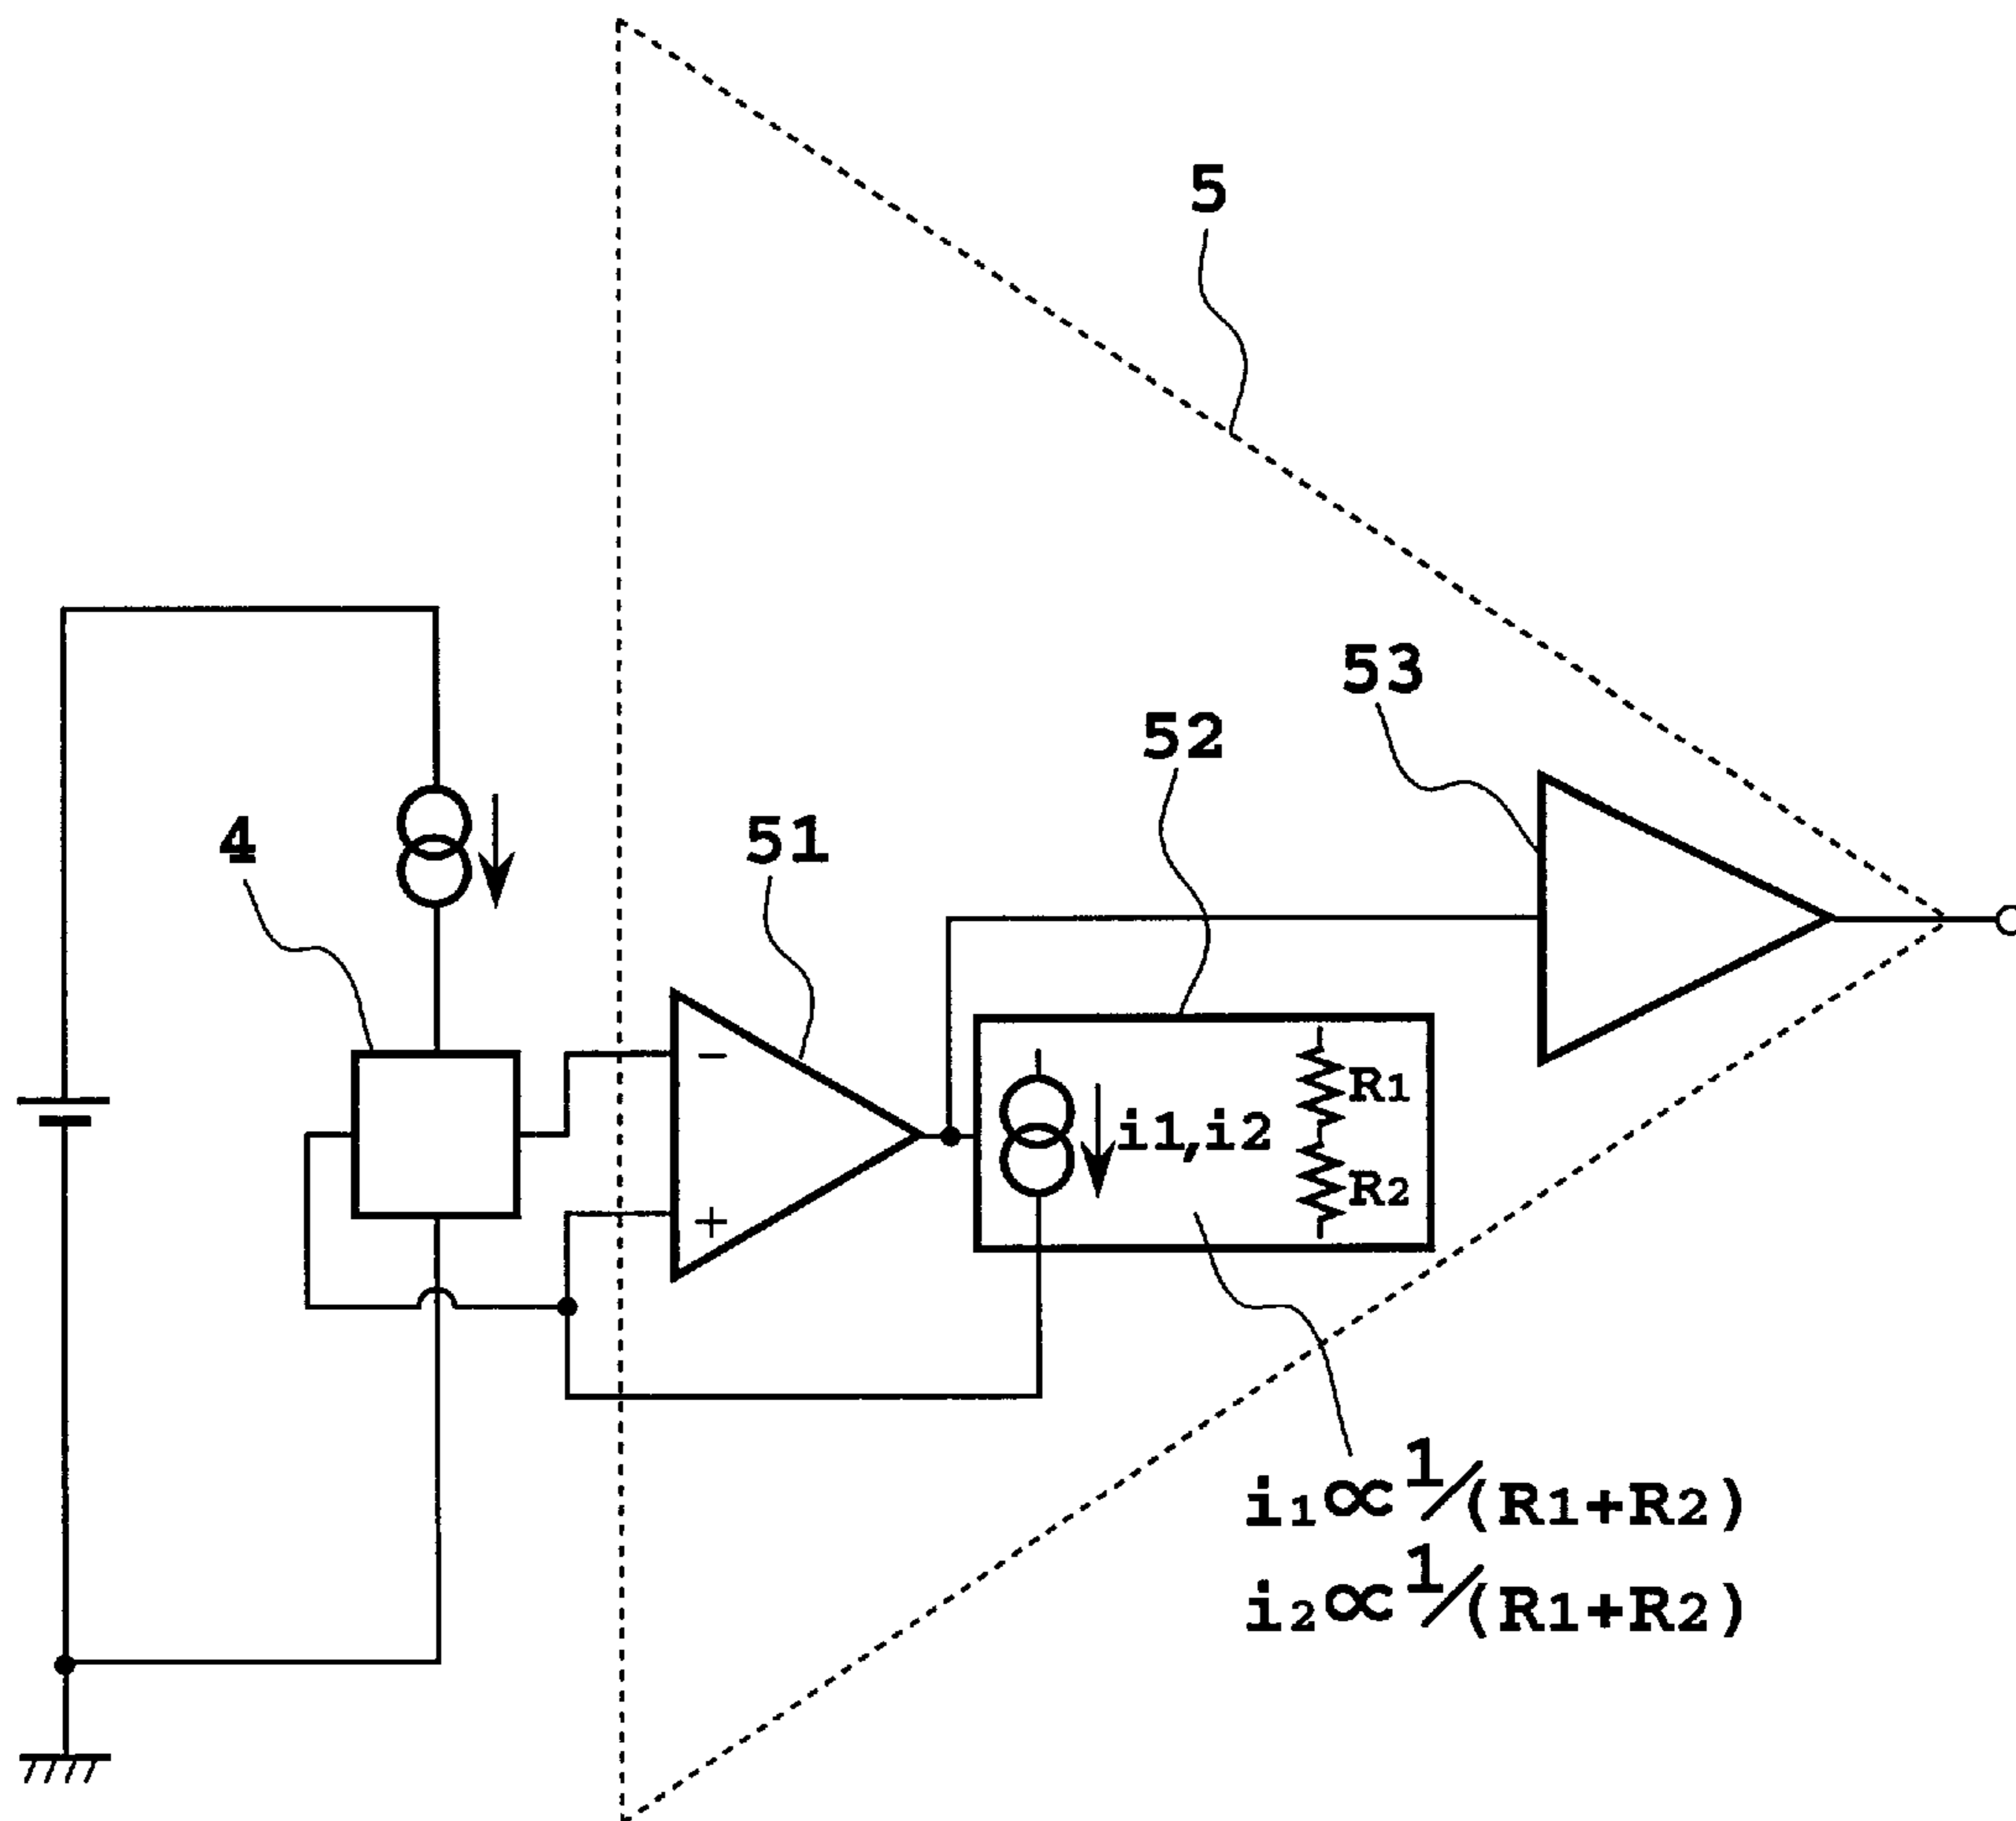 5
53
52
4
51
−
+
i1,i2
R1
R2
i1∝1/(R1+R2)
i2∝1/(R1+R2)